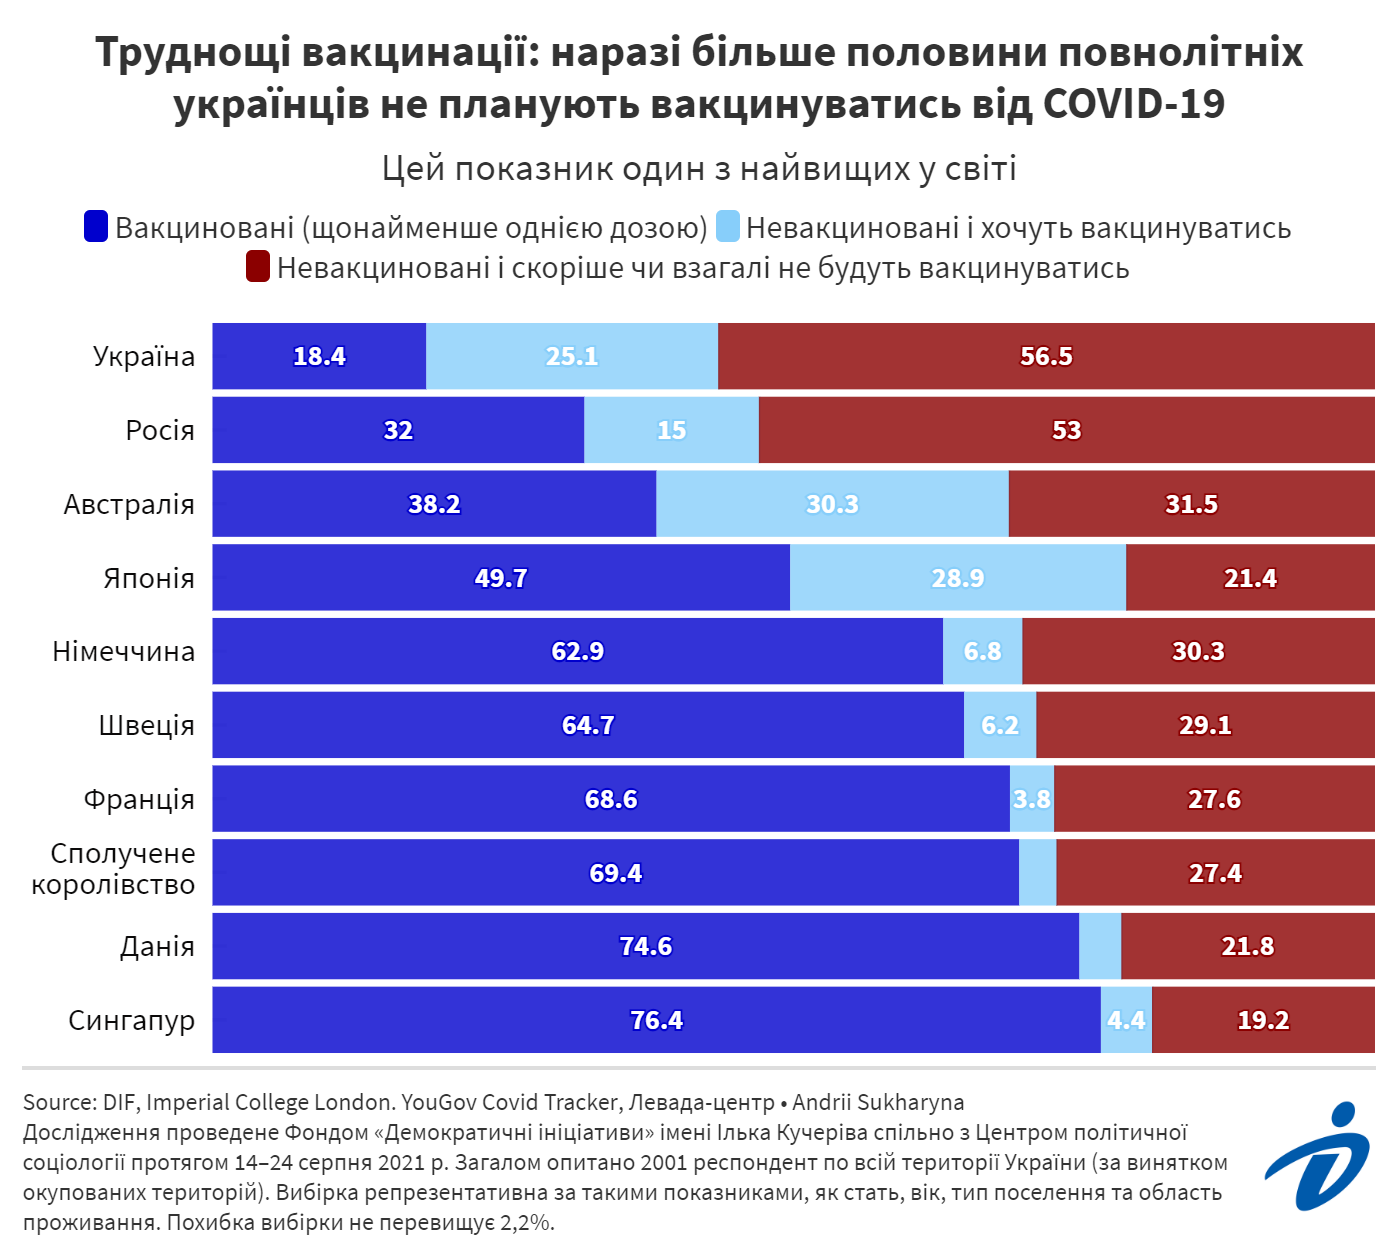 Труднощі вакцинації: наразі більше половини повнолітніх
українців не планують вакцинуватись від COVID-19
Цей показник один з найвищих у світі
Вакциновані (щонайменше однією дозою) Невакциновані і хочуть вакцинуватись
Невакциновані і скоріше чи взагалі не будуть вакцинуватись
Україна 18.4 25.1 56.5
Росія 32 15 53
Австралія 38.2 30.3 31.5
Японія 49.7 28.9 21.4
Німеччина 62.9 6.8 30.3
Швеція 64.7 6.2 29.1
Франція 68.6 3.8 27.6
Сполучене
королівство 69.4 27.4
Данія 74.6 21.8
Сингапур 76.4 4.4 19.2
Source: DIF, Imperial College London. YouGov Covid Tracker, Левада-центр • Andrii Sukharyna
Дослідження проведене Фондом «Демократичні ініціативи» імені Ілька Кучеріва спільно з Центром політичної
соціології протягом 14–24 серпня 2021 р. Загалом опитано 2001 респондент по всій території України (за винятком
окупованих територій). Вибірка репрезентативна за такими показниками, як стать, вік, тип поселення та область
проживання. Похибка вибірки не перевищує 2,2%.